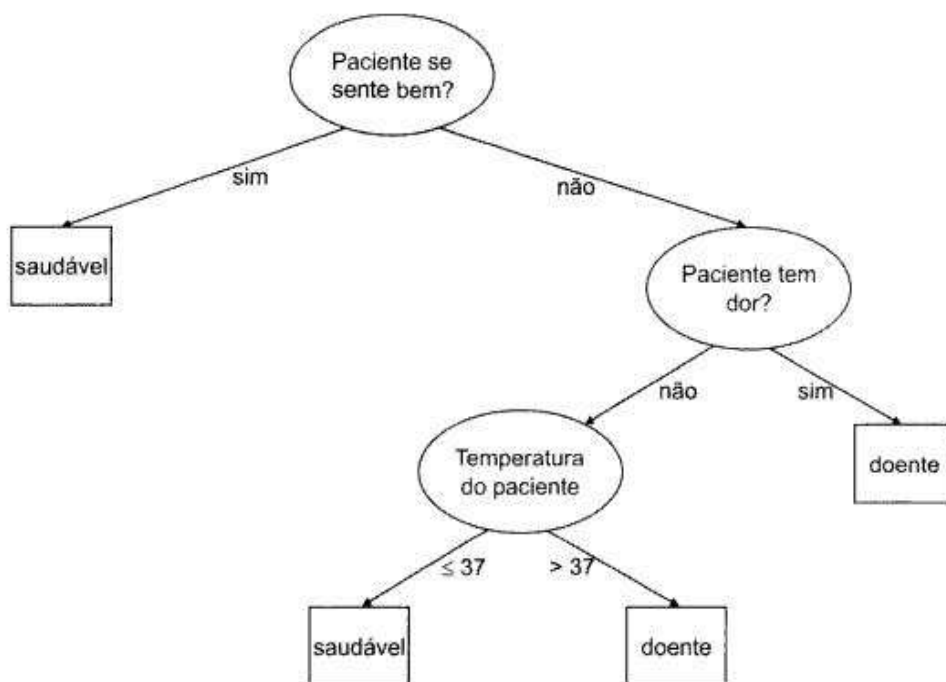 Paciente se
sente bem?
sim
não
saudável
Paciente tem
dor?
não
sim
Temperatura
do paciente
doente
≤ 37
> 37
saudável
doente